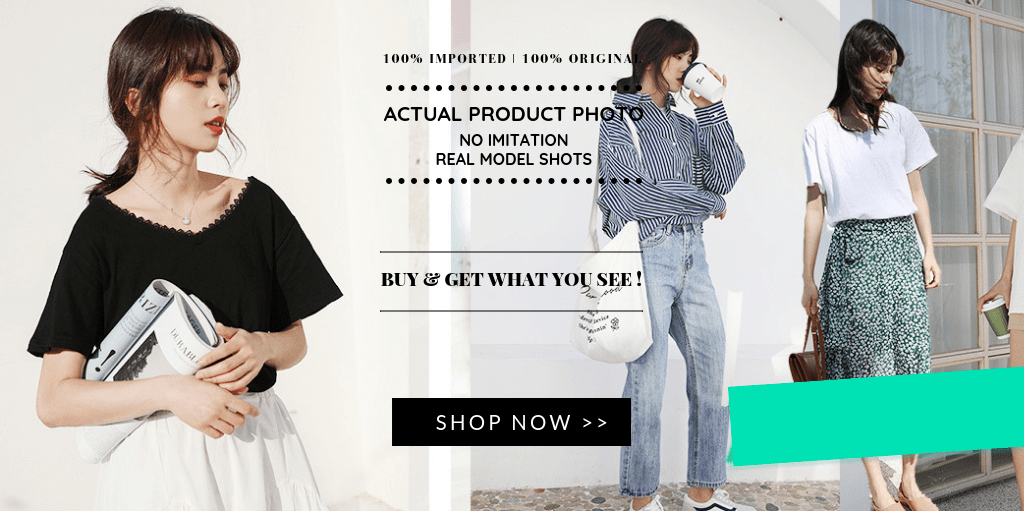 100% IMPORTED | 100% ORIGINAL
ACTUAL PRODUCT PHOTO
NO IMITATION
REAL MODEL SHOTS
BUY & GET WHAT YOU SEE !
SHOP NOW >>
DURABLE